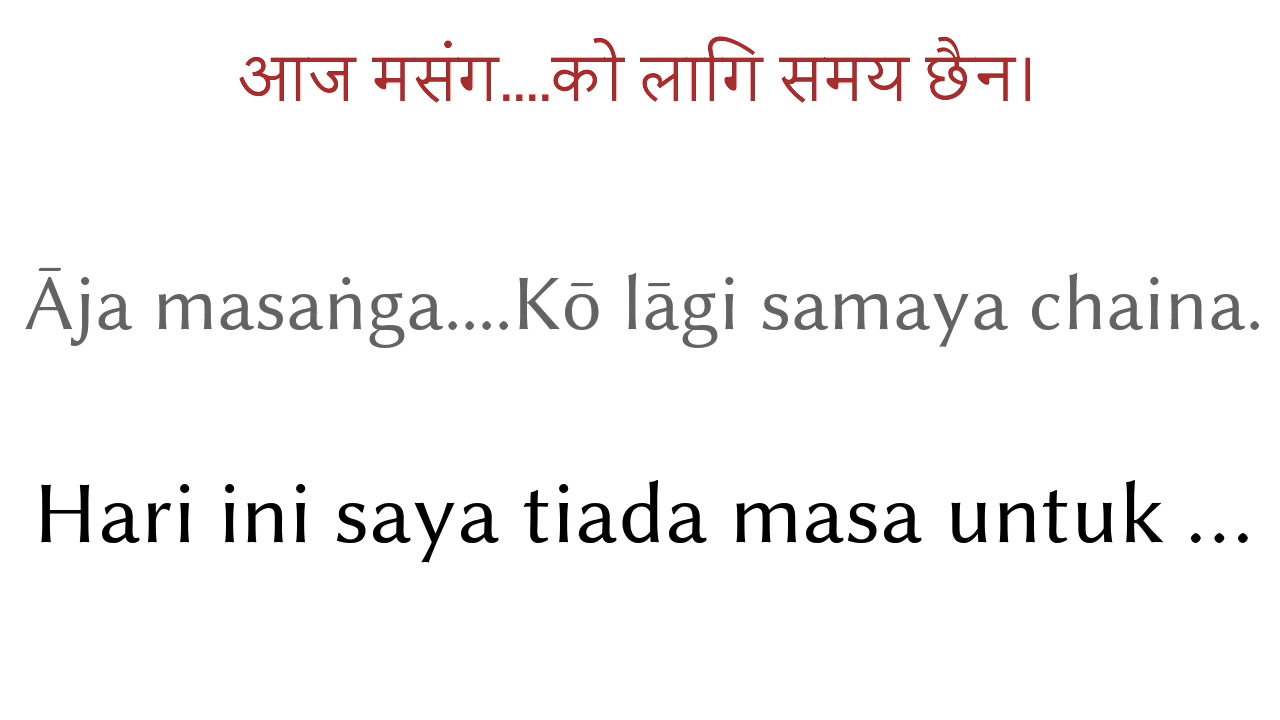 आज मसंग....को लागि समय छैन।
Āja masaṅga....Kō lāgi samaya chaina.
Hari ini saya tiada masa untuk ...